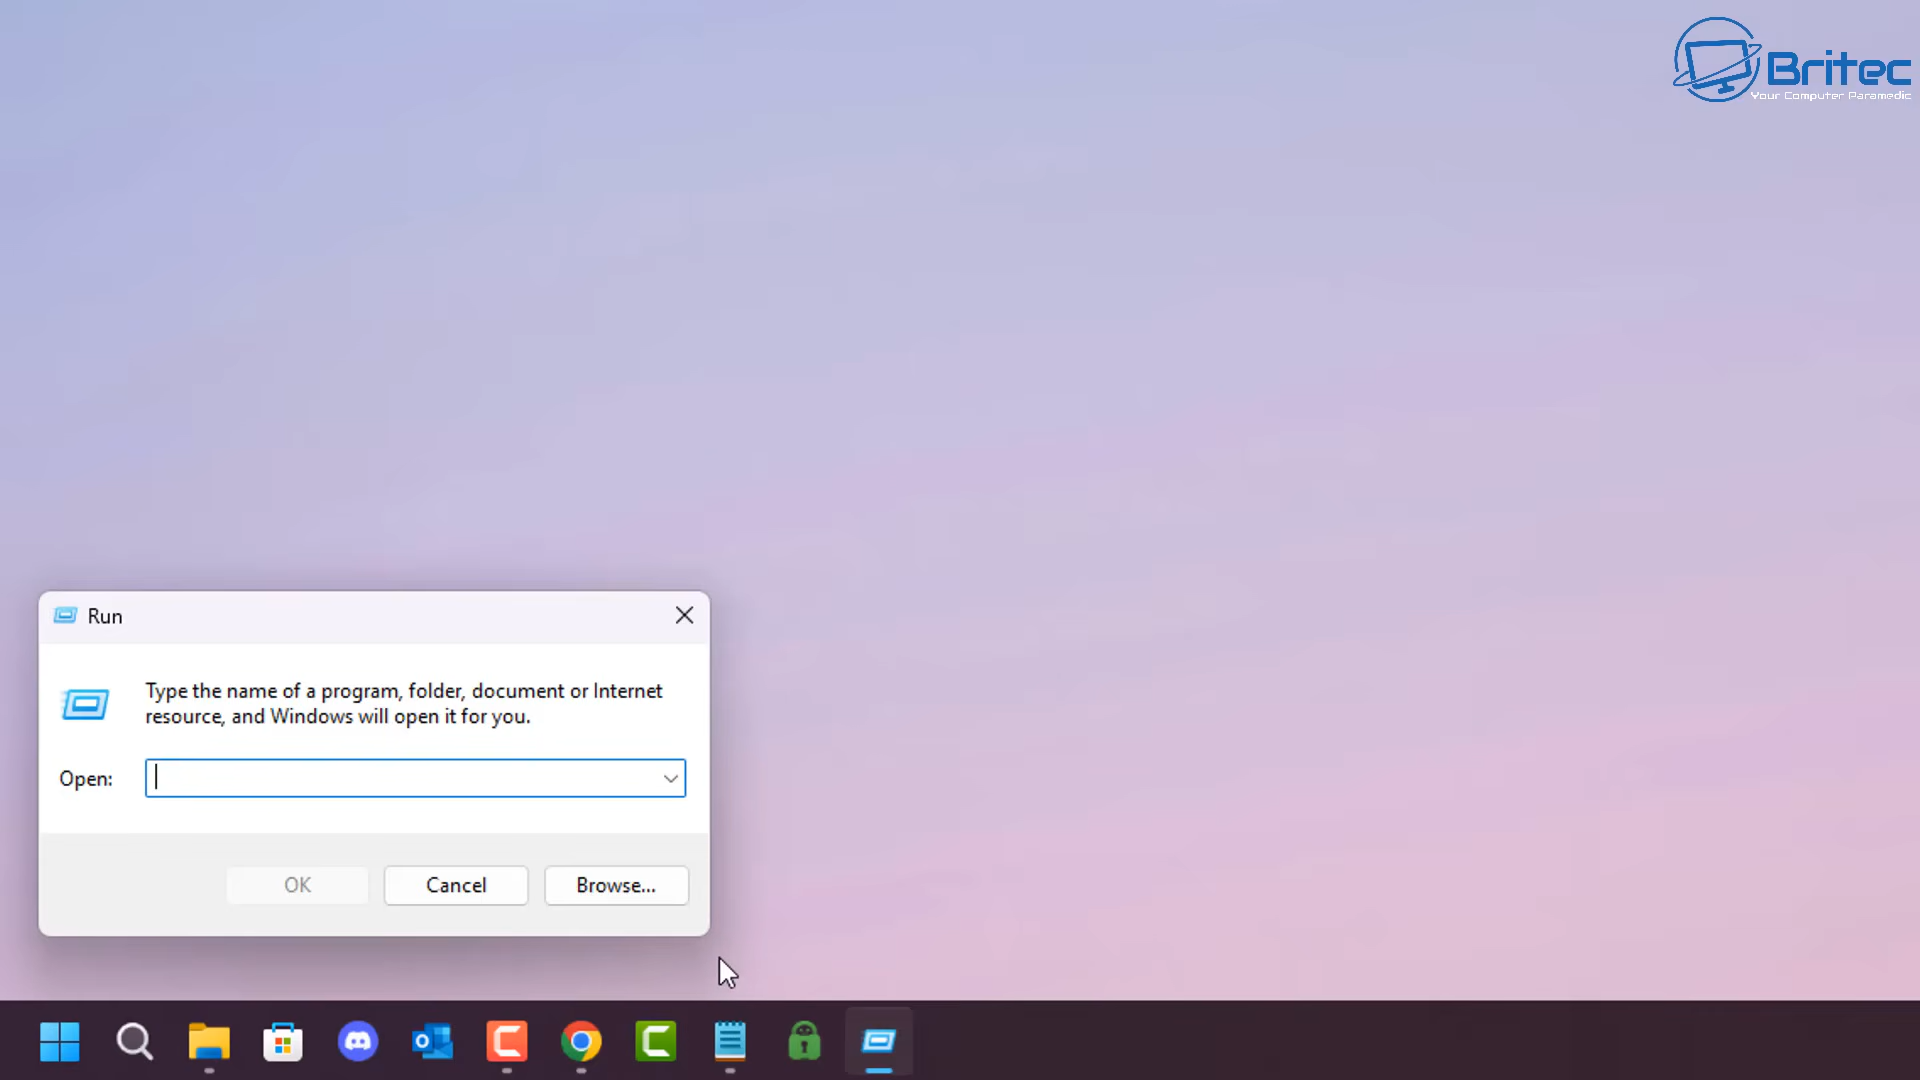 Britec
Your Computer Paramedic
Run
Type the name of a program, folder, document or Internet
resource, and Windows will open it for you.
Open:
OK
Cancel
Browse...